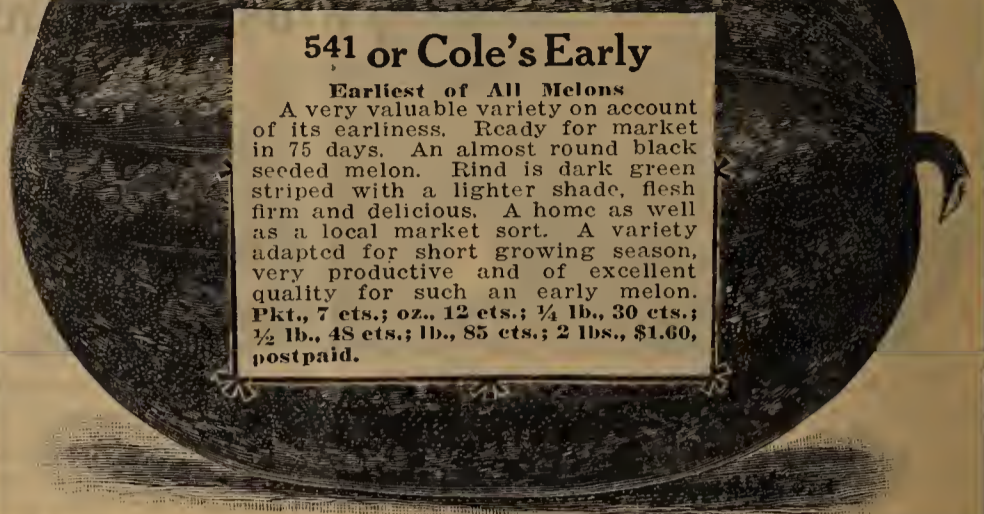 541 or Cole's Early
Earliest of All Melons
A very valuable variety on account
of its earliness. Ready for market
in 75 days. An almost round black
seeded melon. Rind is dark green
striped with a lighter shade, flesh
firm and delicious. A home as well
as a local market sort. A variety
adapted for short growing season,
very productive and of excellent
quality for such an early melon.
Pkt., 7 cts.; oz., 12 cts.; ¼ lb., 30 cts.;
½ lb., 48 cts.; lb., 85 cts.; 2 lbs., $1.60,
postpaid.